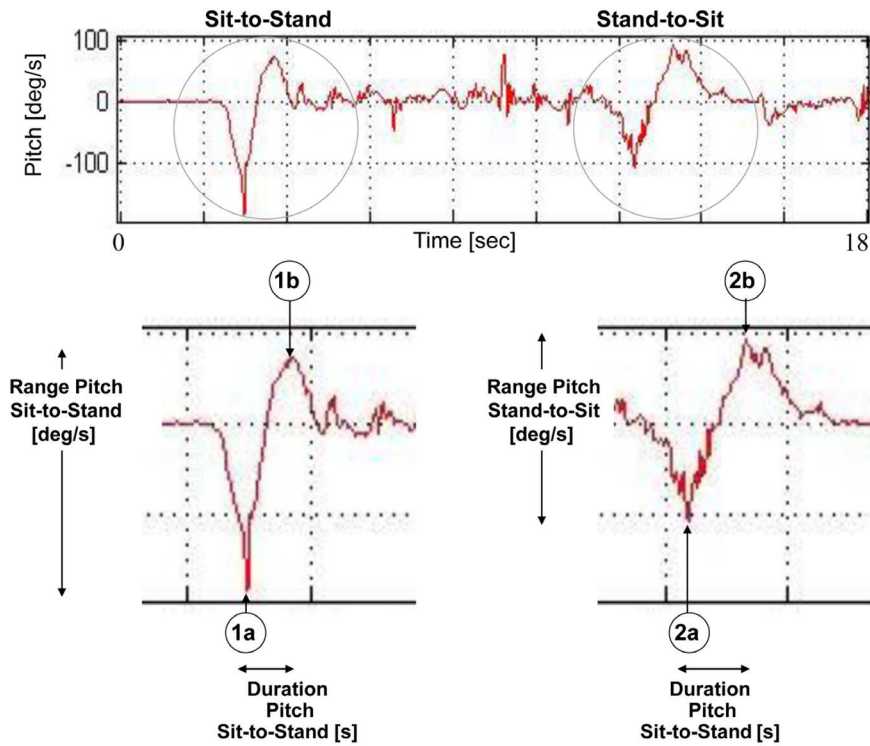 Sit-to-Stand
Stand-to-Sit
Pitch [deg/s]
100
0
-100
0
Time [sec]
18
1b
2b
Range Pitch
Sit-to-Stand
[deg/s]
Range Pitch
Stand-to-Sit
[deg/s]
1a
2a
Duration
Pitch
Sit-to-Stand [s]
Duration
Pitch
Sit-to-Stand [s]